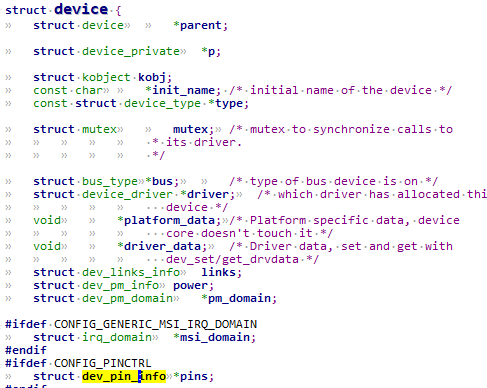 struct device {
struct device *parent;
struct device_private *p;
struct kobject kobj;
const char *init_name; /* initial name of the device */
const struct device_type *type;
struct mutex mutex; /* mutex to synchronize calls to
* its driver.
*/
struct bus_type *bus; /* type of bus device is on */
struct device_driver *driver; /* which driver has allocated thi
device */
void *platform_data; /* Platform specific data, device
core doesn't touch it */
void *driver_data; /* Driver data, set and get with
dev_set/get_drvdata */
struct dev_links_info links;
struct dev_pm_info power;
struct dev_pm_domain *pm_domain;
#ifdef CONFIG_GENERIC_MSI_IRQ_DOMAIN
struct irq_domain *msi_domain;
#endif
#ifdef CONFIG_PINCTRL
struct dev_pin_info *pins;
#endif